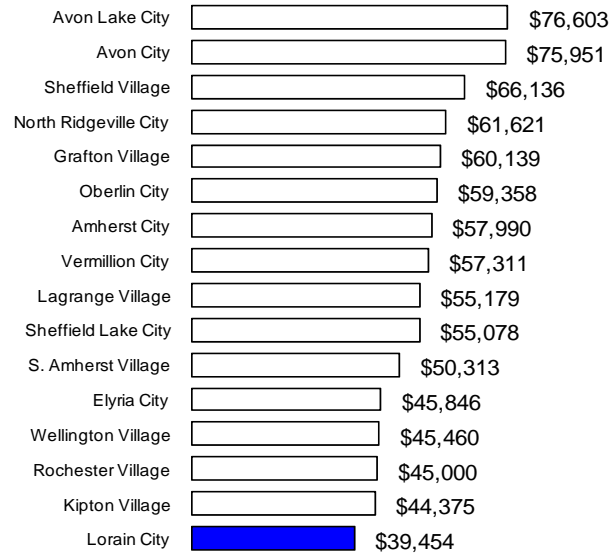 Avon Lake City $76,603
Avon City $75,951
Sheffield Village $66,136
North Ridgeville City $61,621
Grafton Village $60,139
Oberlin City $59,358
Amherst City $57,990
Vermillion City $57,311
Lagrange Village $55,179
Sheffield Lake City $55,078
S. Amherst Village $50,313
Elyria City $45,846
Wellington Village $45,460
Rochester Village $45,000
Kipton Village $44,375
Lorain City $39,454